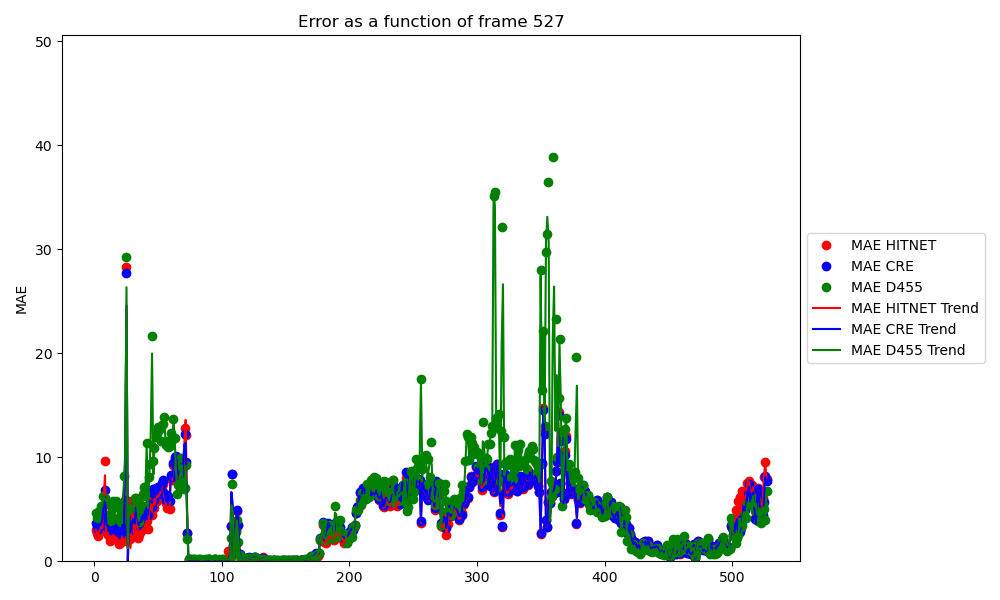 Error as a function of frame 527
MAE
50
40
30
20
10
0
0 100 200 300 400 500
MAE HITNET
MAE CRE
MAE D455
MAE HITNET Trend
MAE CRE Trend
MAE D455 Trend